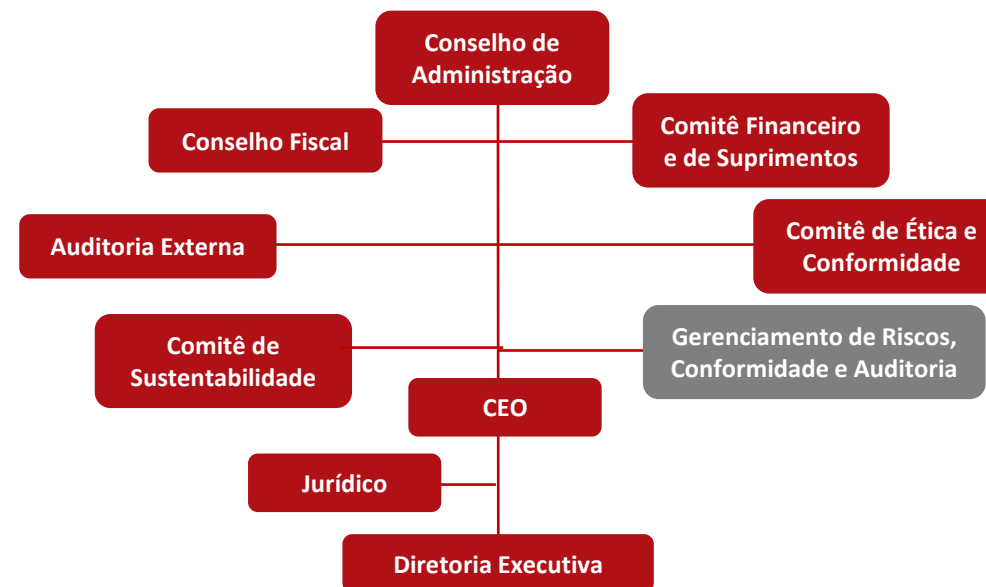 Conselho de
Administração
Conselho Fiscal
Comitê Financeiro
e de Suprimentos
Auditoria Externa
Comitê de Ética e
Conformidade
Comitê de
Sustentabilidade
Gerenciamento de Riscos,
Conformidade e Auditoria
CEO
Jurídico
Diretoria Executiva